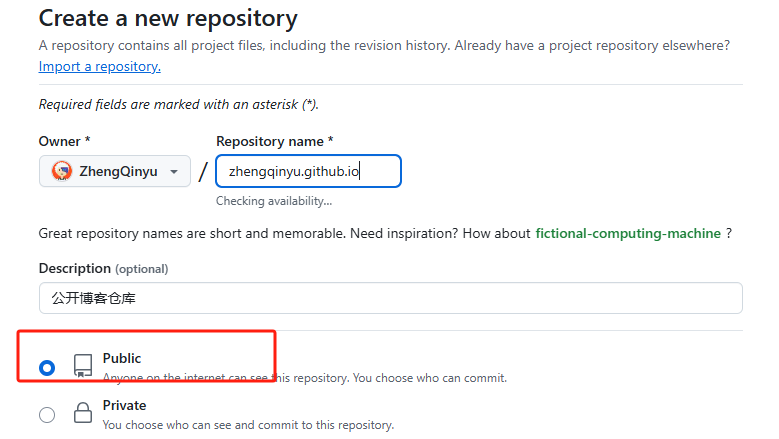 Create a new repository
A repository contains all project files, including the revision history. Already have a project repository elsewhere?
Import a repository.
Required fields are marked with an asterisk (*).
Owner * Repository name *
ZhengQinyu / zhengqinyu.github.io
Checking availability...
Great repository names are short and memorable. Need inspiration? How about fictional-computing-machine ?
Description (optional)
公开博客仓库
Public
Anyone on the internet can see this repository. You choose who can commit.
Private
You choose who can see and commit to this repository.